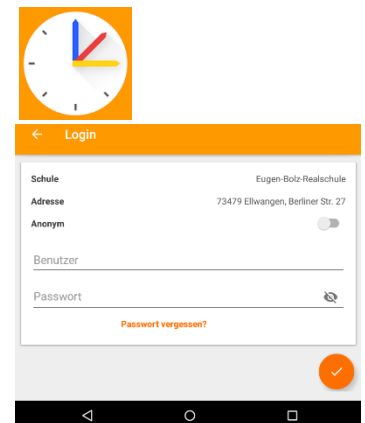 Login
Schule Eugen-Bolz-Realschule
Adresse 73479 Ellwangen, Berliner Str. 27
Anonym
Benutzer
Passwort
Passwort vergessen?